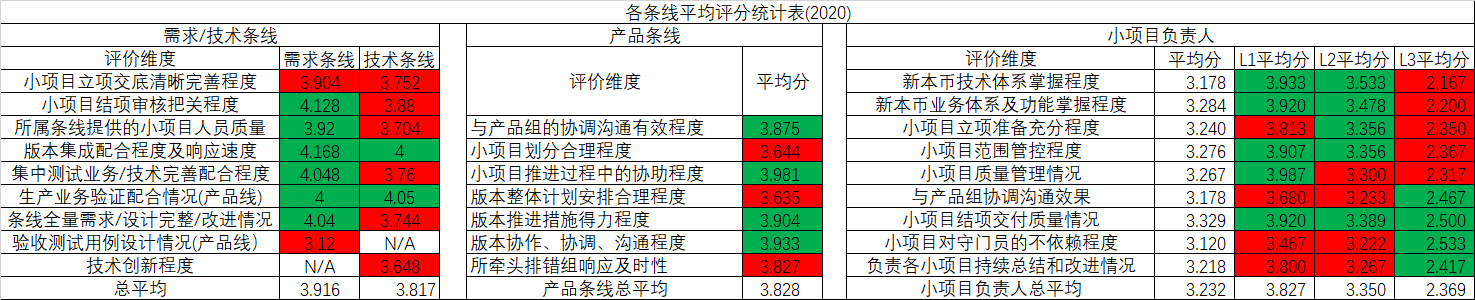 各条线平均评分统计表(2020)
需求/技术条线 产品条线 小项目负责人
评价维度 需求条线 技术条线 评价维度 平均分 评价维度 平均分 L1平均分 L2平均分 L3平均分
小项目立项交底清晰完善程度 3.904 3.752 新本币技术体系掌握程度 3.178 3.933 3.533 2.167
小项目结项审核把关程度 4.128 3.88 新本币业务体系及功能掌握程度 3.284 3.920 3.478 2.200
所属条线提供的小项目人员质量 3.92 3.704 与产品组的协调沟通有效程度 3.875 小项目立项准备充分程度 3.240 3.813 3.356 2.350
版本集成配合程度及响应速度 4.168 4 小项目划分合理程度 3.644 小项目范围管控程度 3.276 3.907 3.356 2.367
集中测试业务/技术完善配合程度 4.048 3.76 小项目推进过程中的协助程度 3.981 小项目质量管理情况 3.267 3.987 3.300 2.317
生产业务验证配合情况(产品线) 4 4.05 版本整体计划安排合理程度 3.635 与产品组协调沟通效果 3.178 3.680 3.233 2.467
条线全量需求/设计完整/改进情况 4.04 3.744 版本推进措施得力程度 3.904 小项目结项交付质量情况 3.329 3.920 3.389 2.500
验收测试用例设计情况(产品线) 3.12 N/A 版本协作、协调、沟通程度 3.933 小项目对守门员的不依赖程度 3.120 3.467 3.222 2.533
技术创新程度 N/A 3.648 所牵头排错组响应及时性 3.827 负责各小项目持续总结和改进情况 3.218 3.800 3.267 2.417
总平均 3.916 3.817 产品条线总平均 3.828 小项目负责人总平均 3.232 3.827 3.350 2.369